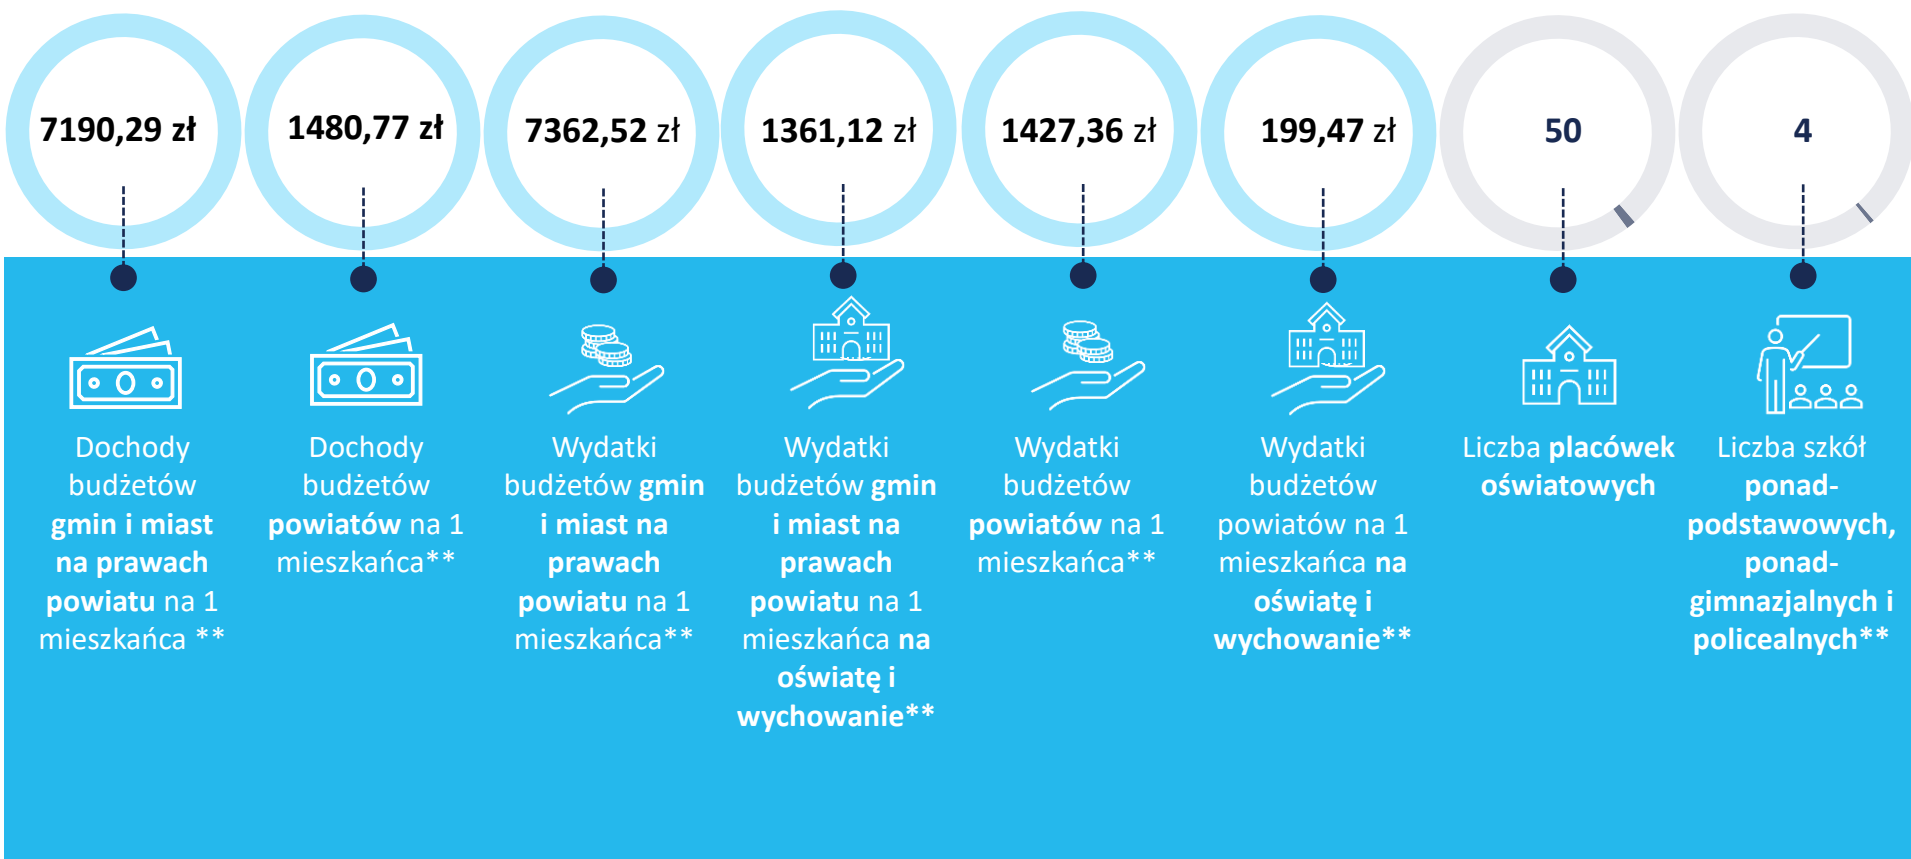 7190,29 zł
1480,77 zł
7362,52 zł
1361,12 zł
1427,36 zł
199,47 zł
50
4
Dochody
budżetów
gmin i miast
na prawach
powiatu na 1
mieszkańca **
Dochody
budżetów
powiatów na 1
mieszkańca**
Wydatki
budżetów gmin
i miast na
prawach
powiatu na 1
mieszkańca**
Wydatki
budżetów gmin
i miast na
prawach
powiatu na 1
mieszkańca na
oświatę i
wychowanie**
Wydatki
budżetów
powiatów na 1
mieszkańca**
Wydatki
budżetów
powiatów na 1
mieszkańca na
oświatę i
wychowanie**
Liczba placówek
oświatowych
Liczba szkół
ponad-
podstawowych,
ponad-
gimnazjalnych i
policealnych**